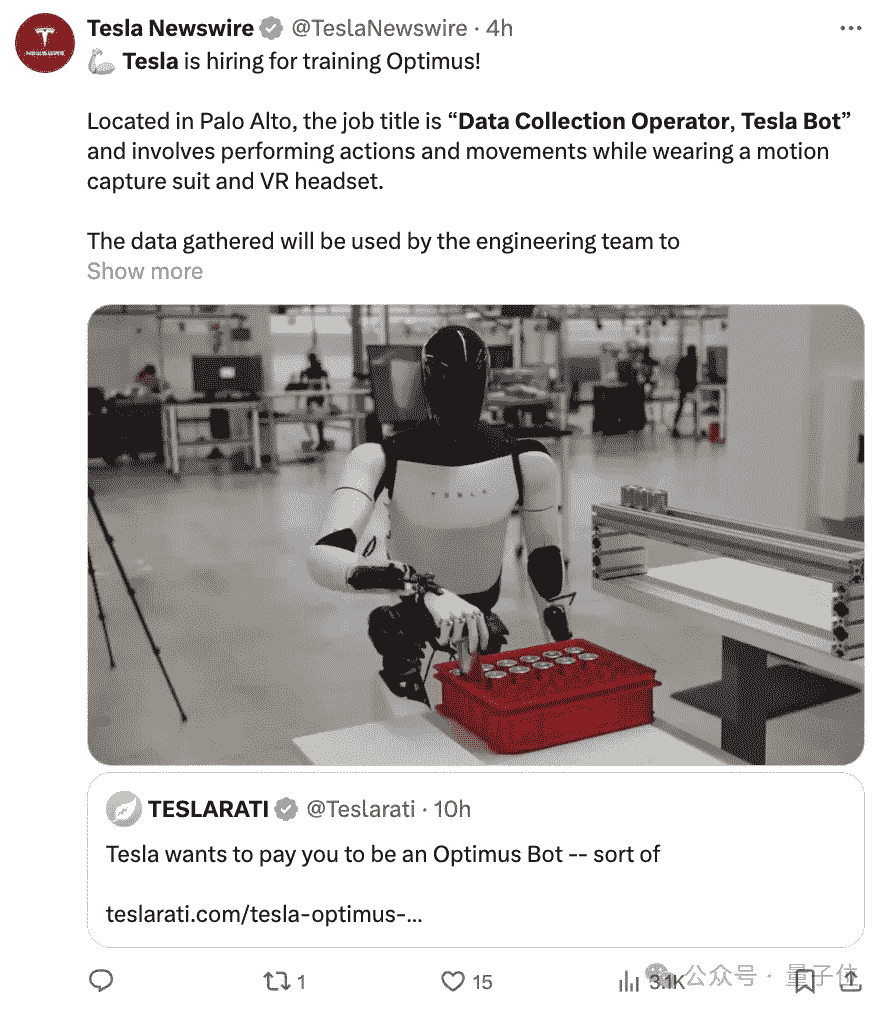 Tesla Newswire @TeslaNewswire · 4h
💪 Tesla is hiring for training Optimus!
Located in Palo Alto, the job title is “Data Collection Operator, Tesla Bot”
and involves performing actions and movements while wearing a motion
capture suit and VR headset.
The data gathered will be used by the engineering team to
Show more
TESLA
TESLARATI @Teslarati · 10h
Tesla wants to pay you to be an Optimus Bot -- sort of
teslarati.com/tesla-optimus-...
1
15
3.1K
公众号 · 量子位